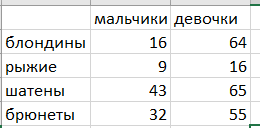 мальчики девочки
блондины 16 64
рыжие 9 16
шатены 43 65
брюнеты 32 55